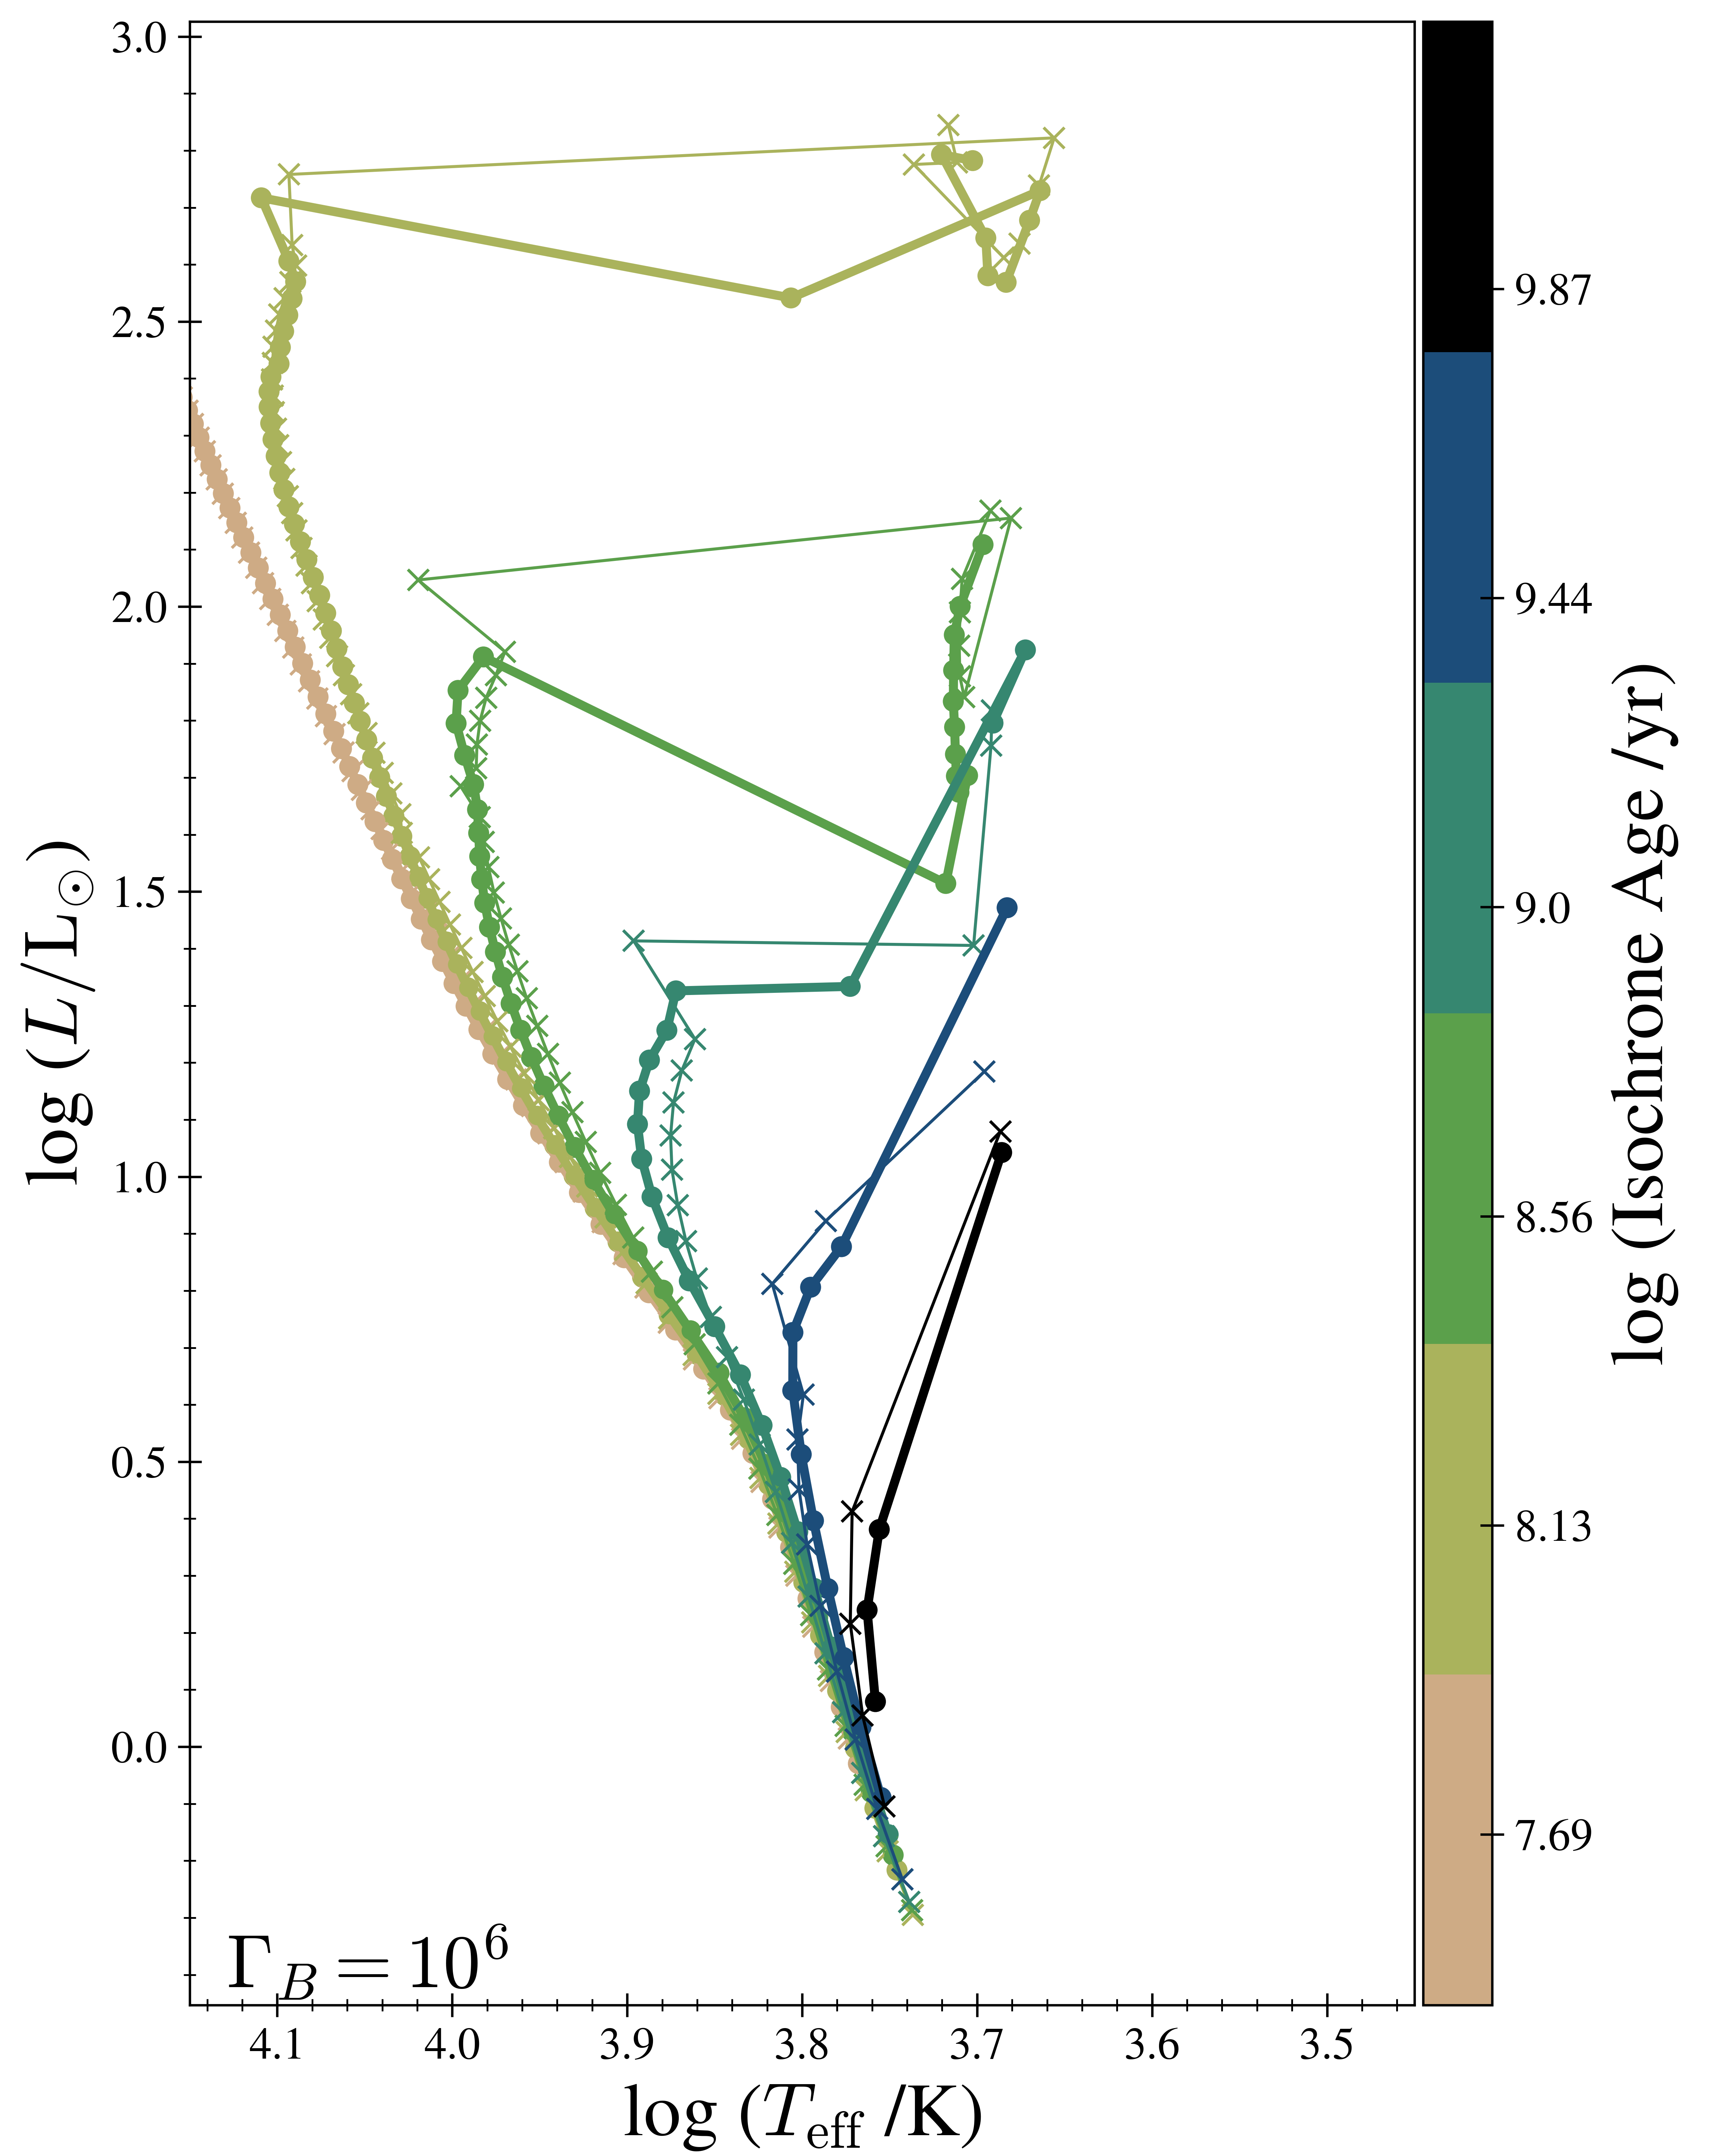 3.0
2.5
2.0
1.5
1.0
0.5
0.0
log (L/L☉)
Γ_B = 10⁶
4.1 4.0 3.9 3.8 3.7 3.6 3.5
log (T_eff /K)
9.87
9.44
9.0
8.56
8.13
7.69
log (Isochrone Age /yr)